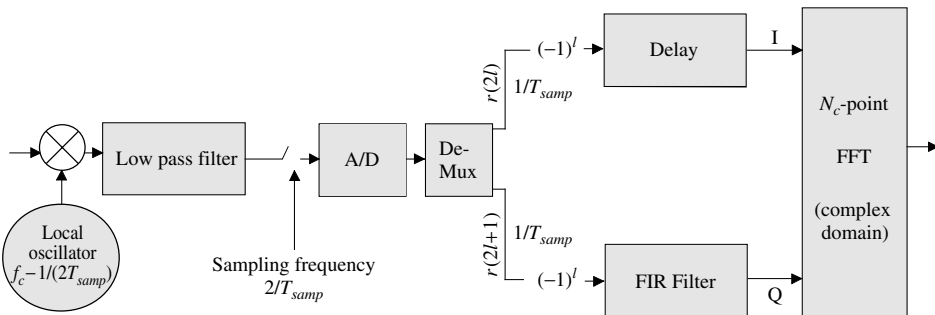 Local
oscillator
f_c − 1/(2T_samp)
Low pass filter
Sampling frequency
2/T_samp
A/D
De-
Mux
r(2l)
1/T_samp
(−1)^l
Delay
I
r(2l+1)
1/T_samp
(−1)^l
FIR Filter
Q
N_c-point
FFT
(complex
domain)